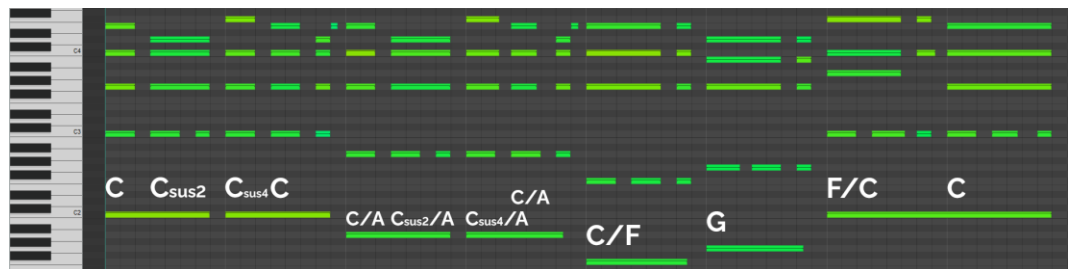 C4
C3
C Csus2 Csus4 C
F/C C
C/A
C2
C/A Csus2/A Csus4/A
G
C/F